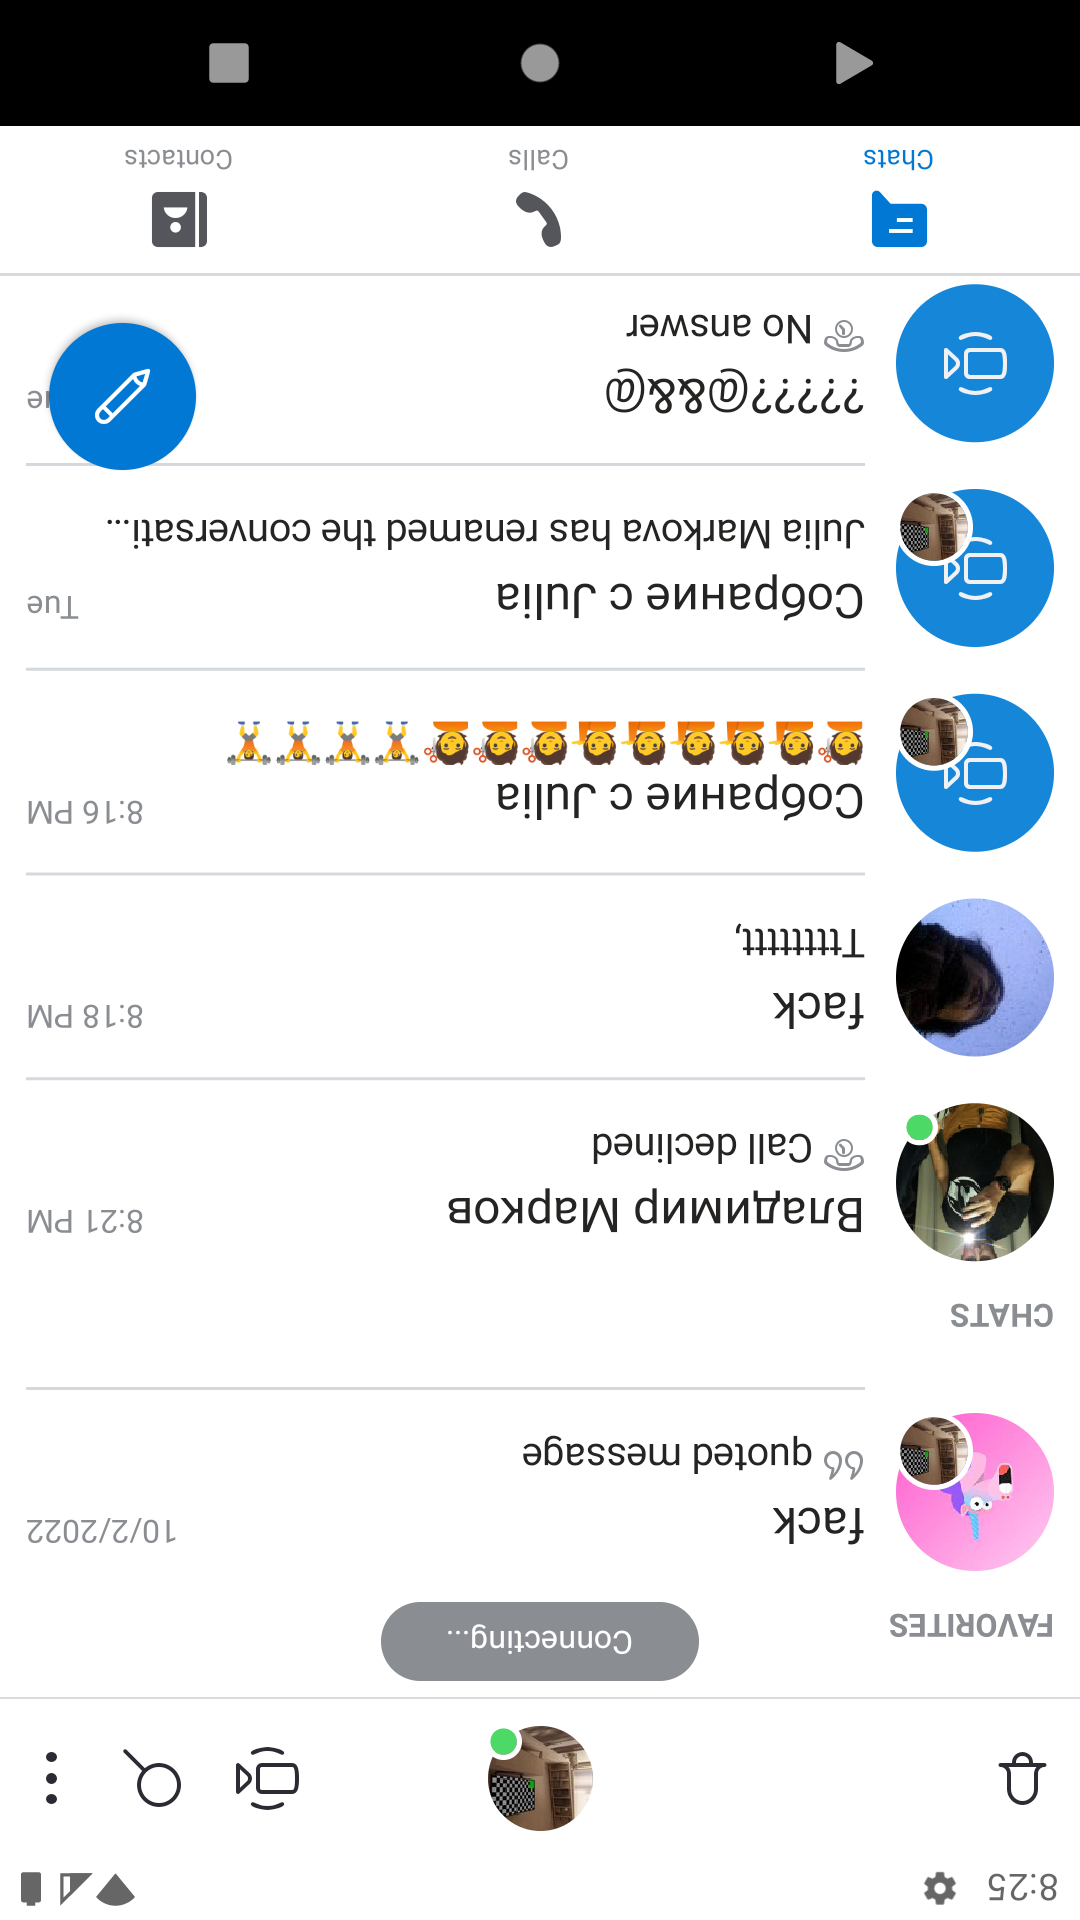 8:25
Connecting...
FAVORITES
fack
10/2/2022
quoted message
CHATS
Владимир Марков
8:21 PM
Call declined
fack
8:18 PM
Tttttttttt,
Собрание с Julia
8:16 PM
Собрание с Julia
Tue
Julia Markova has renamed the conversati...
?????@&&@
No answer
Chats
Calls
Contacts